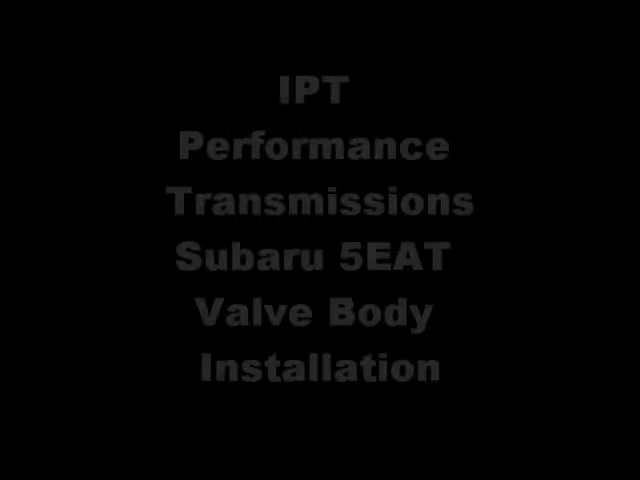 IPT
Performance
Transmissions
Subaru 5EAT
Valve Body
Installation